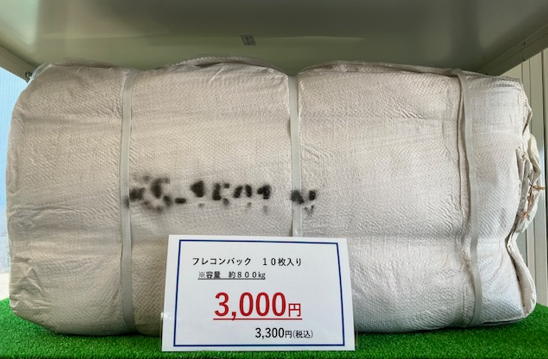 フレコンバック　１０枚入り
※容量　約８００kg
3,000円
3,300円(税込)